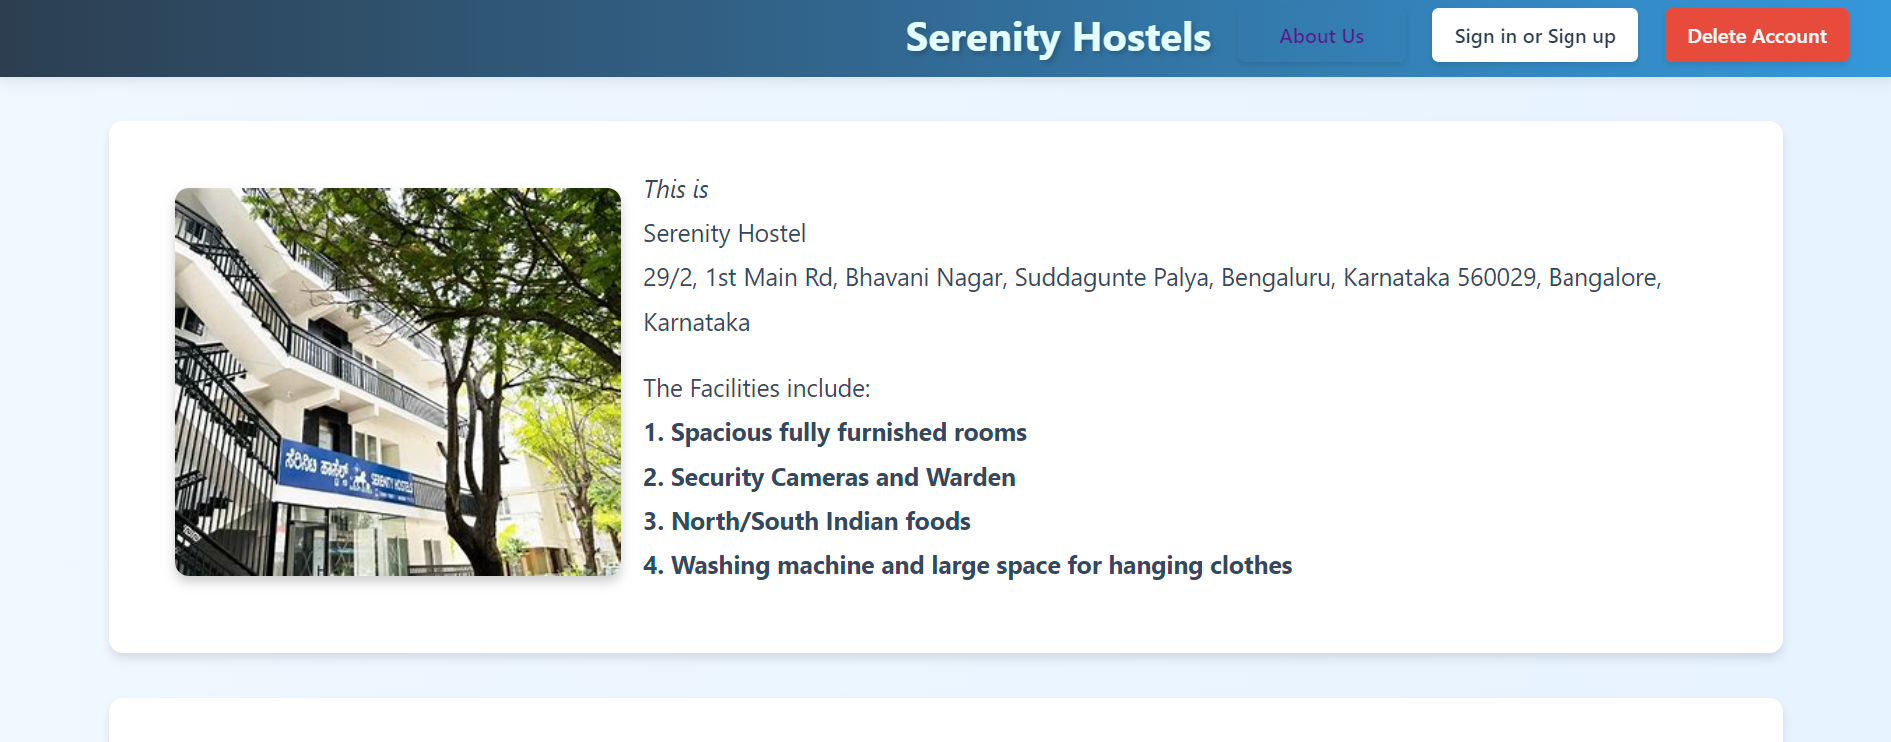 Serenity Hostels
About Us
Sign in or Sign up
Delete Account
This is
Serenity Hostel
29/2, 1st Main Rd, Bhavani Nagar, Suddagunte Palya, Bengaluru, Karnataka 560029, Bangalore,
Karnataka
The Facilities include:
1. Spacious fully furnished rooms
2. Security Cameras and Warden
3. North/South Indian foods
4. Washing machine and large space for hanging clothes
ಸೆರಿನಿಟಿ ಹಾಸ್ಟೆಲ್ಸ್
SERENITY HOSTELS